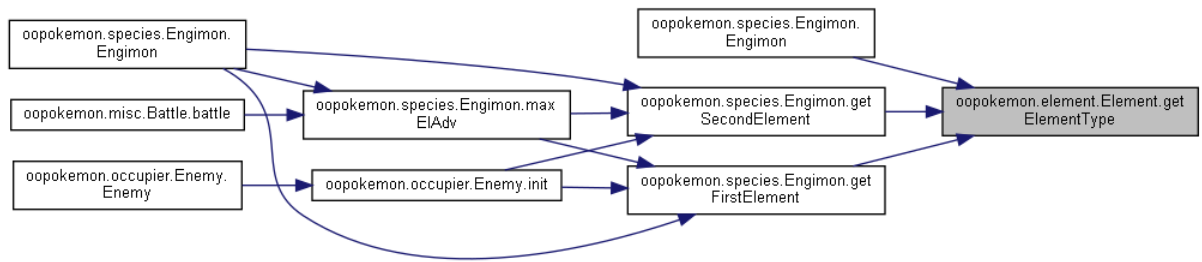 oopokemon.species.Engimon.
Engimon
oopokemon.species.Engimon.
Engimon
oopokemon.misc.Battle.battle
oopokemon.species.Engimon.max
ElAdv
oopokemon.species.Engimon.get
SecondElement
oopokemon.element.Element.get
ElementType
oopokemon.occupier.Enemy.
Enemy
oopokemon.occupier.Enemy.init
oopokemon.species.Engimon.get
FirstElement